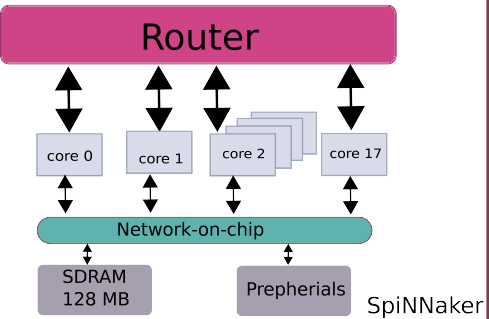 Router
core 0
core 1
core 2
core 17
Network-on-chip
SDRAM
128 MB
Prepherials
SpiNNaker